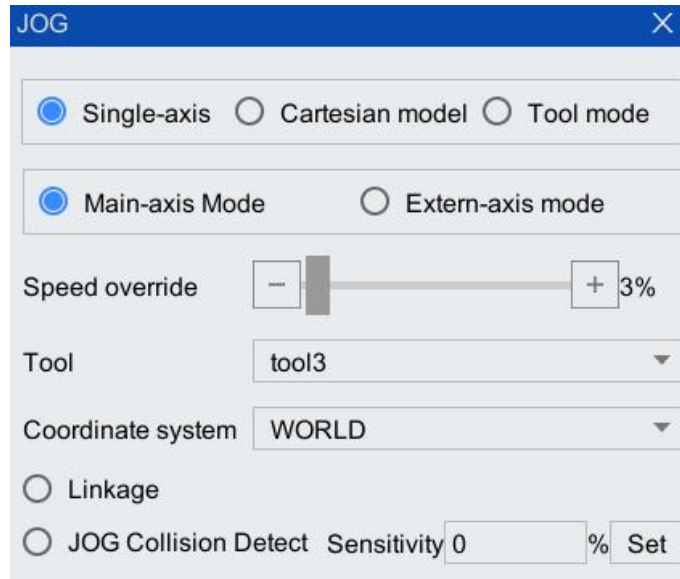 JOG
Single-axis Cartesian model Tool mode
Main-axis Mode Extern-axis mode
Speed override - + 3%
Tool tool3
Coordinate system WORLD
Linkage
JOG Collision Detect Sensitivity 0 % Set